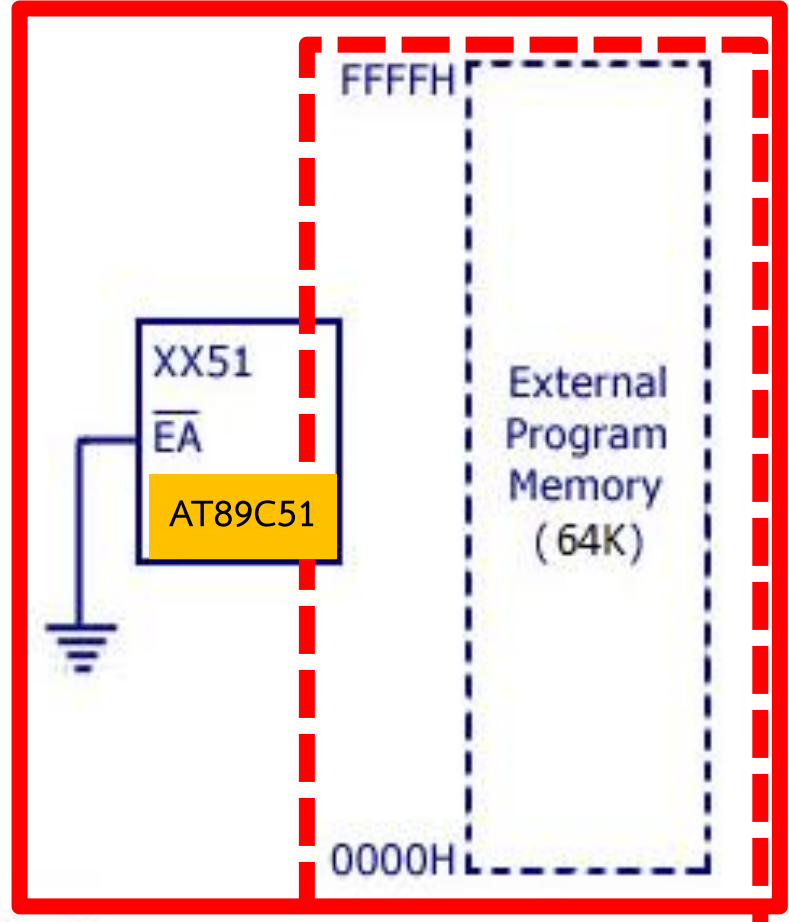 FFFFH
XX51
EA
AT89C51
External
Program
Memory
(64K)
0000H